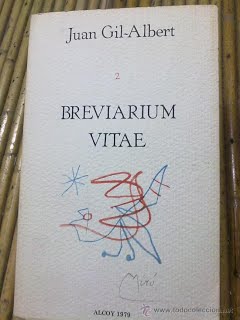 Juan Gil-Albert
2
BREVIARIUM
VITAE
Miró
ALCOY 1979
www.todocoleccion.net